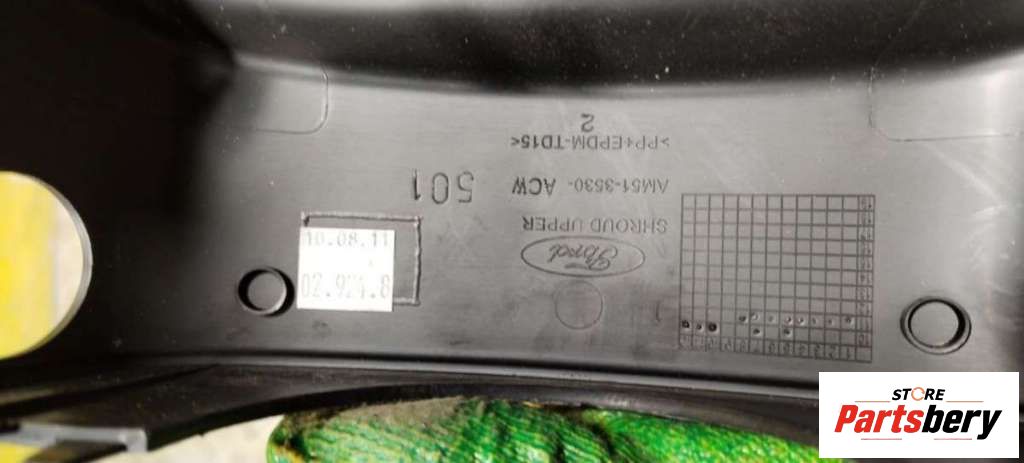 Ford
SHROUD UPPER
AM51-3530- ACW
501
>PP+EPDM-TD15<
2
1
10.08.11
02.924.8
STORE
Partsbery